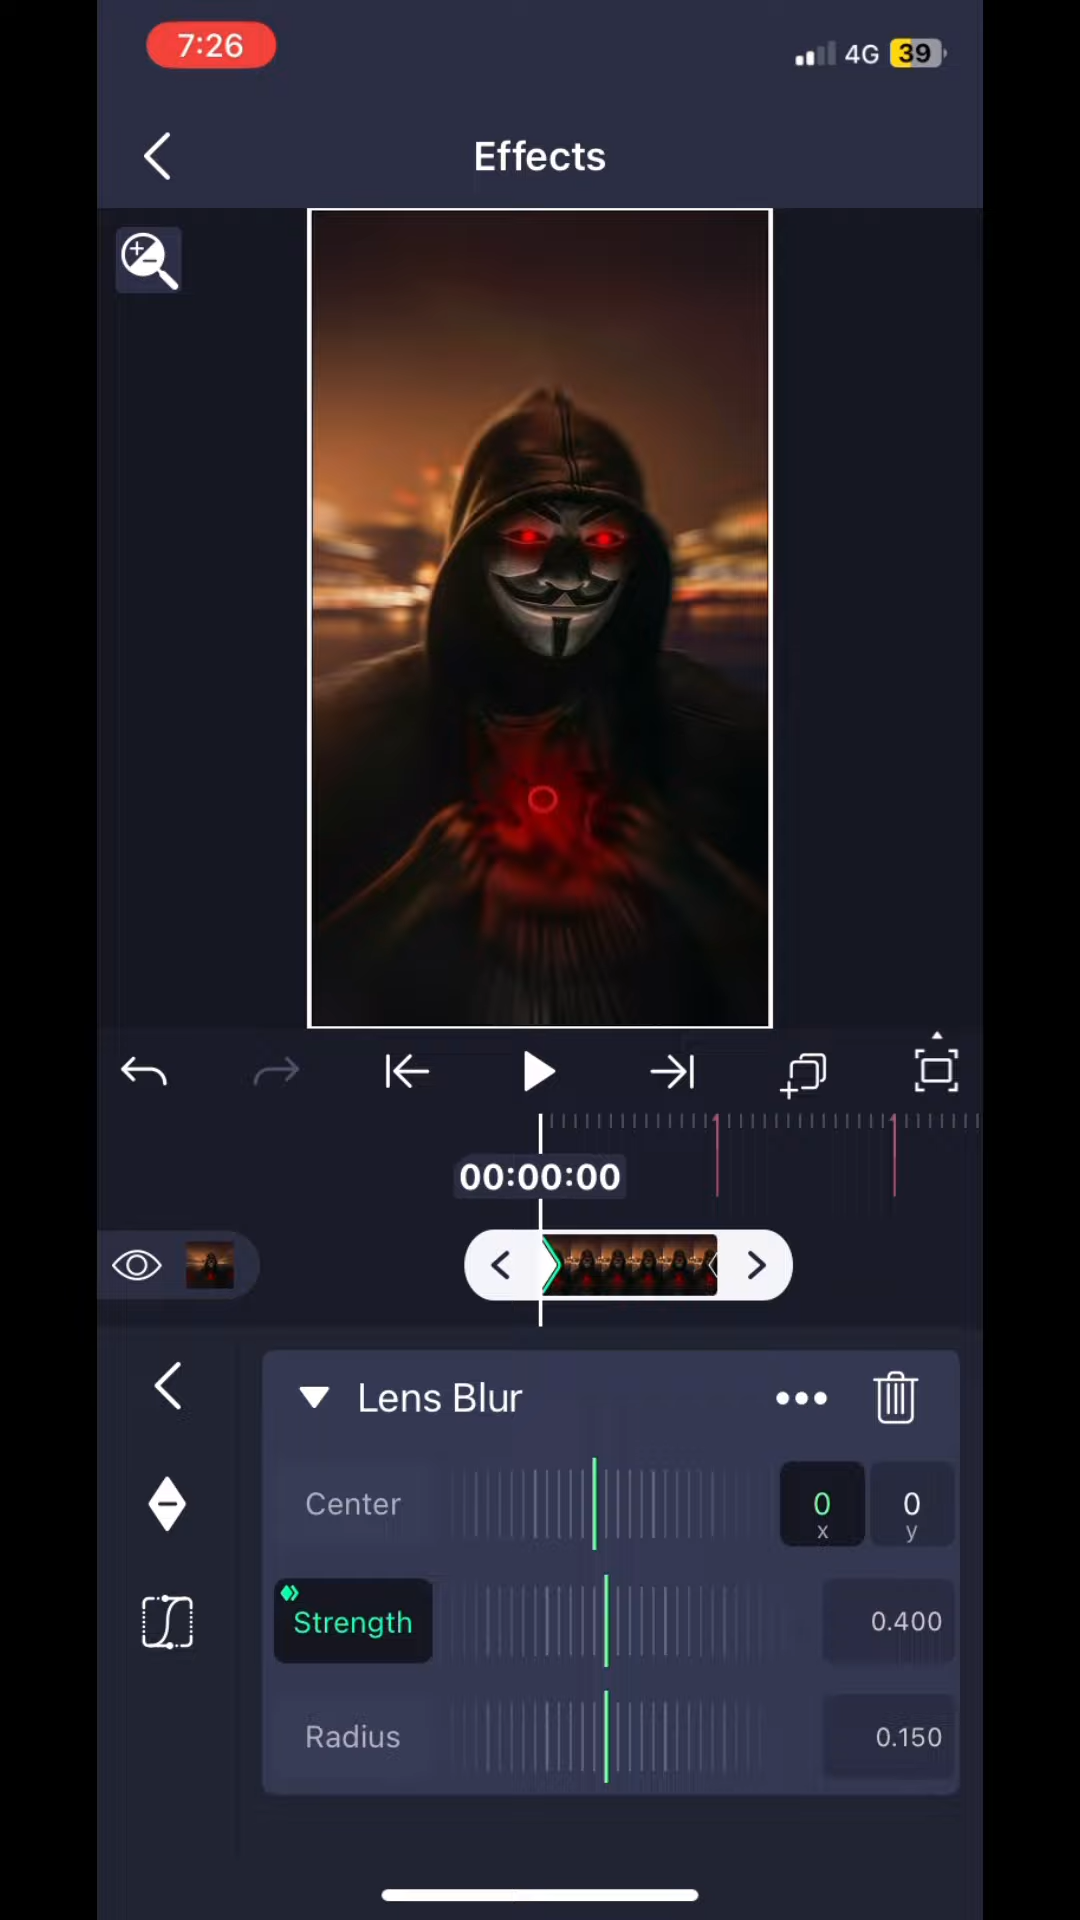 7:26
4G 39
Effects
00:00:00
Lens Blur
Center
0
x
0
y
Strength
0.400
Radius
0.150